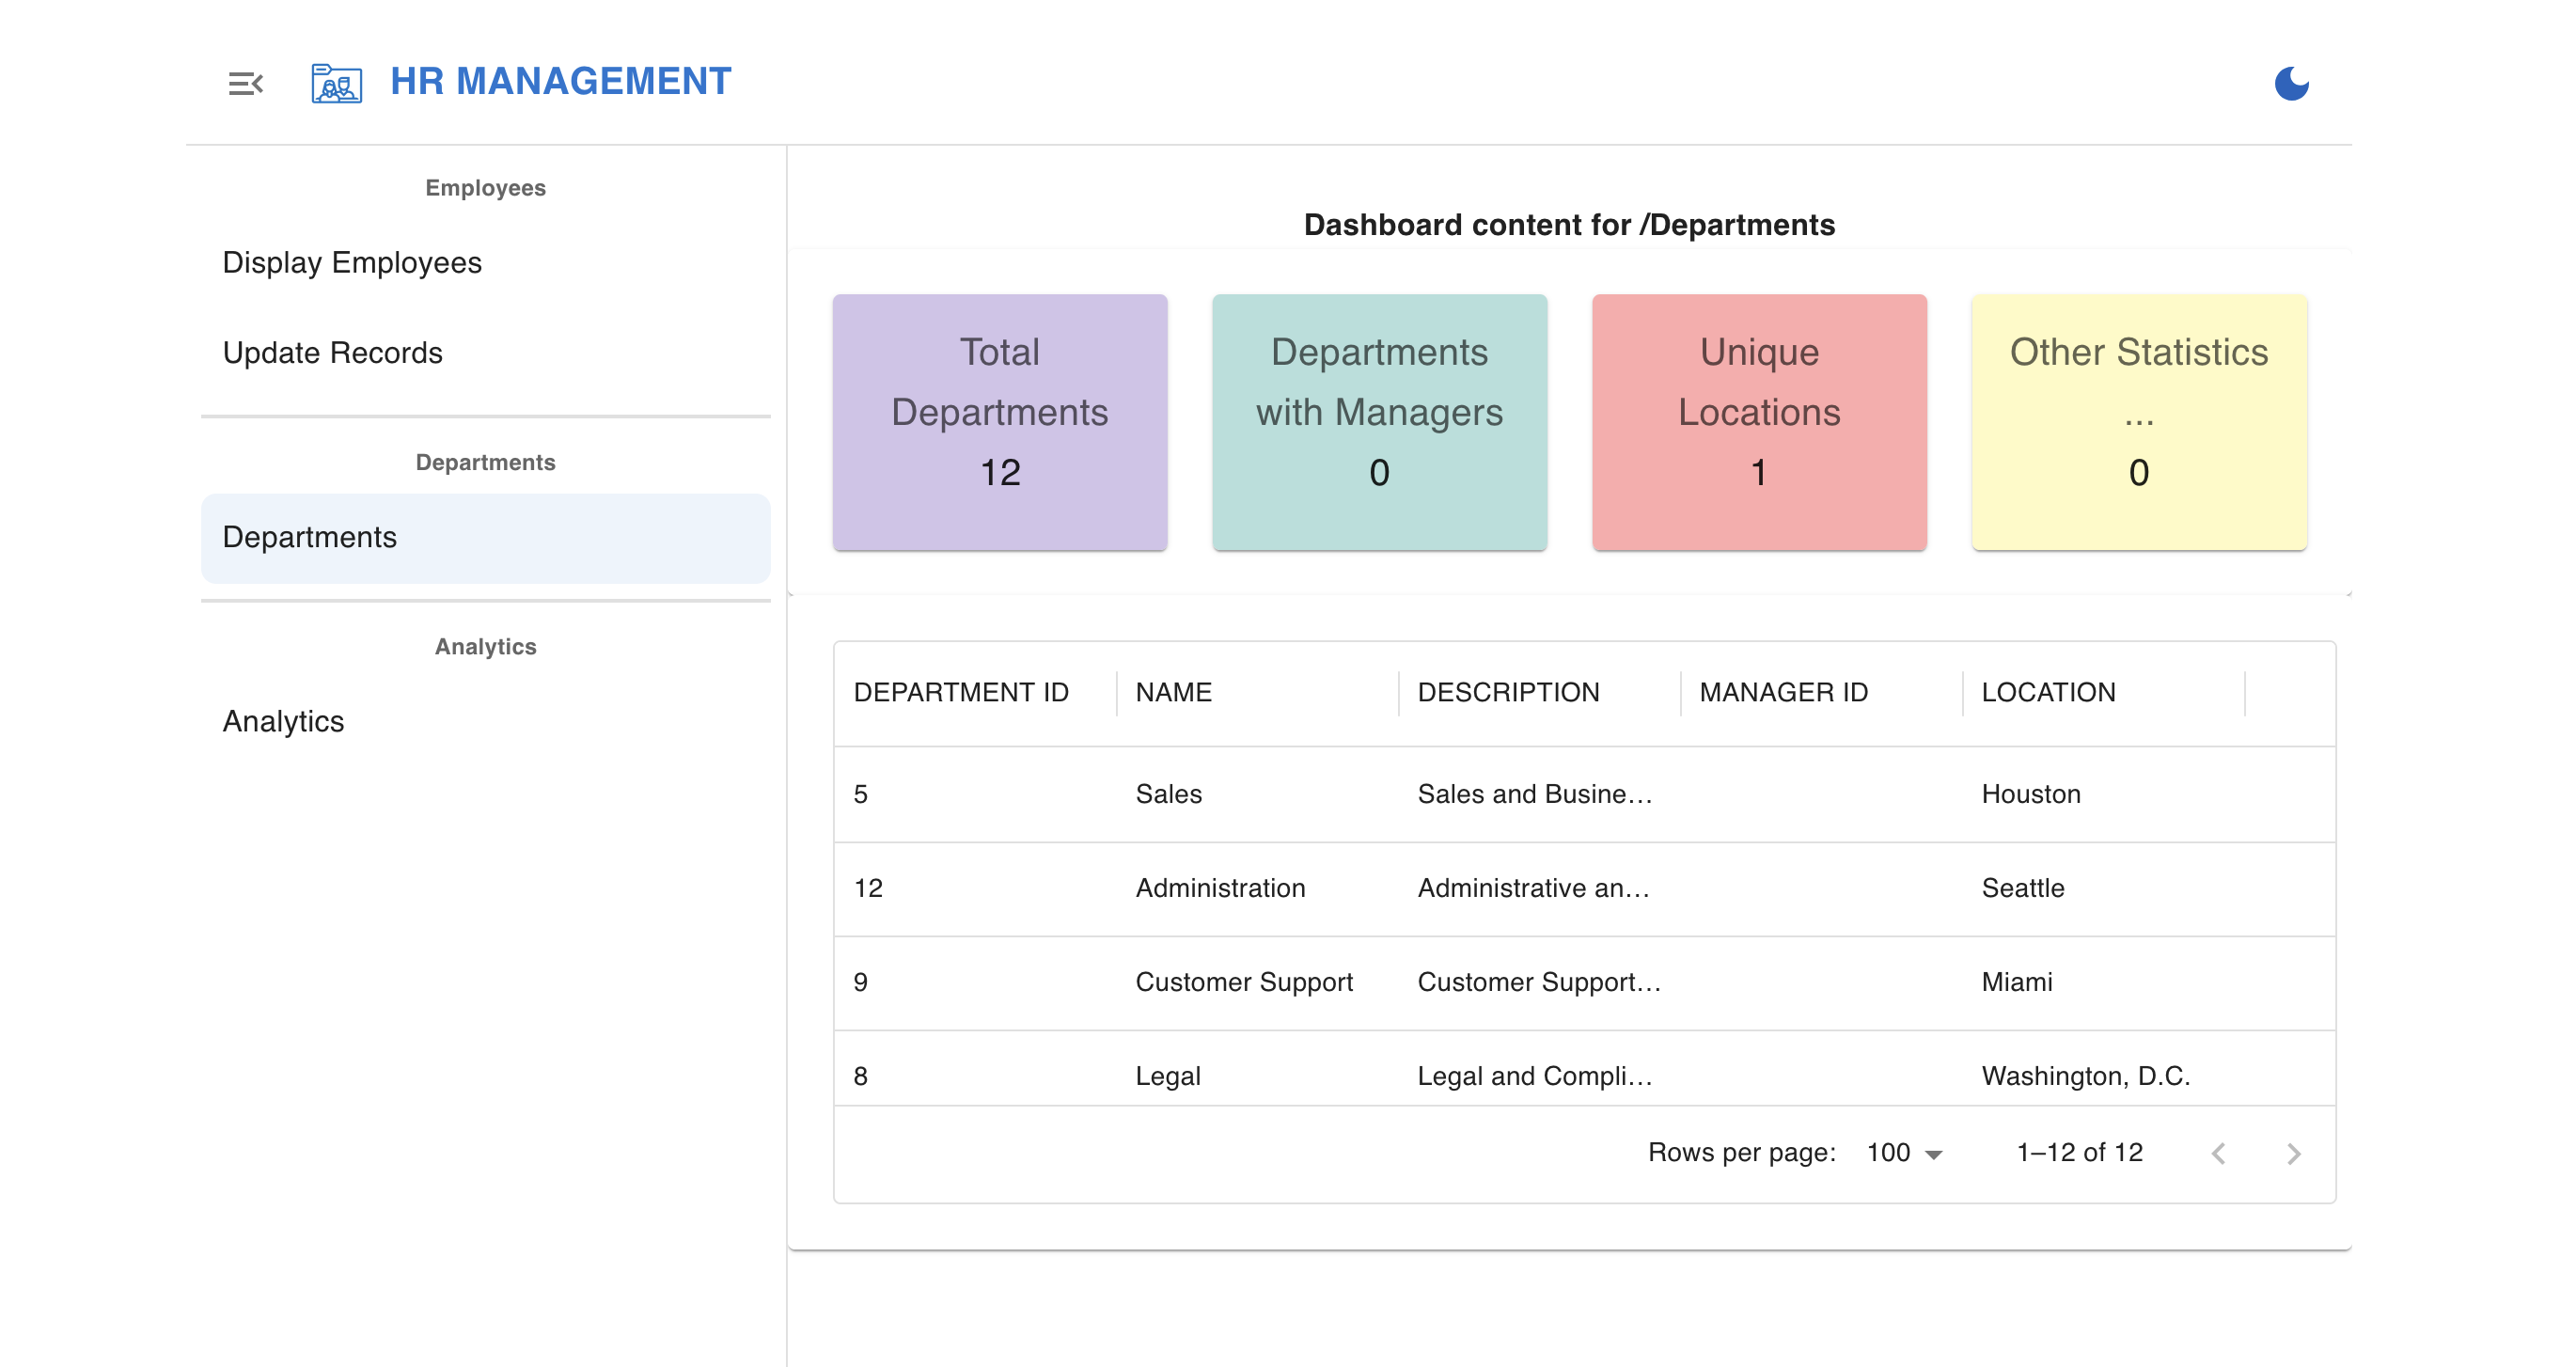 HR MANAGEMENT
Employees
Display Employees
Update Records
Departments
Departments
Analytics
Analytics
Dashboard content for /Departments
Total
Departments
12
Departments
with Managers
0
Unique
Locations
1
Other Statistics
...
0
DEPARTMENT ID NAME DESCRIPTION MANAGER ID LOCATION
5 Sales Sales and Busine... Houston
12 Administration Administrative an... Seattle
9 Customer Support Customer Support... Miami
8 Legal Legal and Compli... Washington, D.C.
Rows per page: 100 1–12 of 12